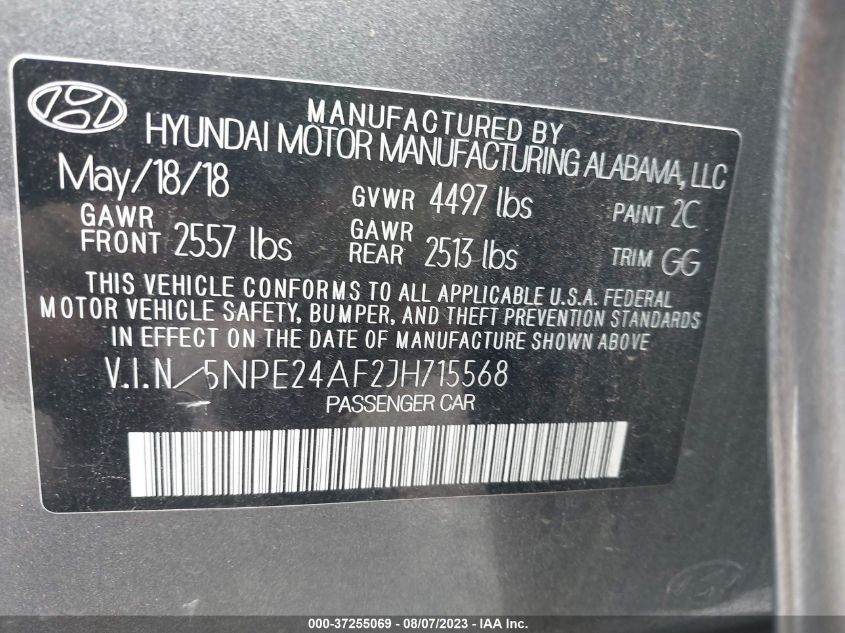 MANUFACTURED BY
HYUNDAI MOTOR MANUFACTURING ALABAMA, LLC
May/18/18 GVWR 4497 lbs PAINT 2C
GAWR FRONT 2557 lbs GAWR REAR 2513 lbs TRIM GG
THIS VEHICLE CONFORMS TO ALL APPLICABLE U.S.A. FEDERAL
MOTOR VEHICLE SAFETY, BUMPER, AND THEFT PREVENTION STANDARDS
IN EFFECT ON THE DATE OF MANUFACTURE SHOWN ABOVE
V.I.N/5NPE24AF2JH715568
PASSENGER CAR
000-37255069 - 08/07/2023 - IAA Inc.